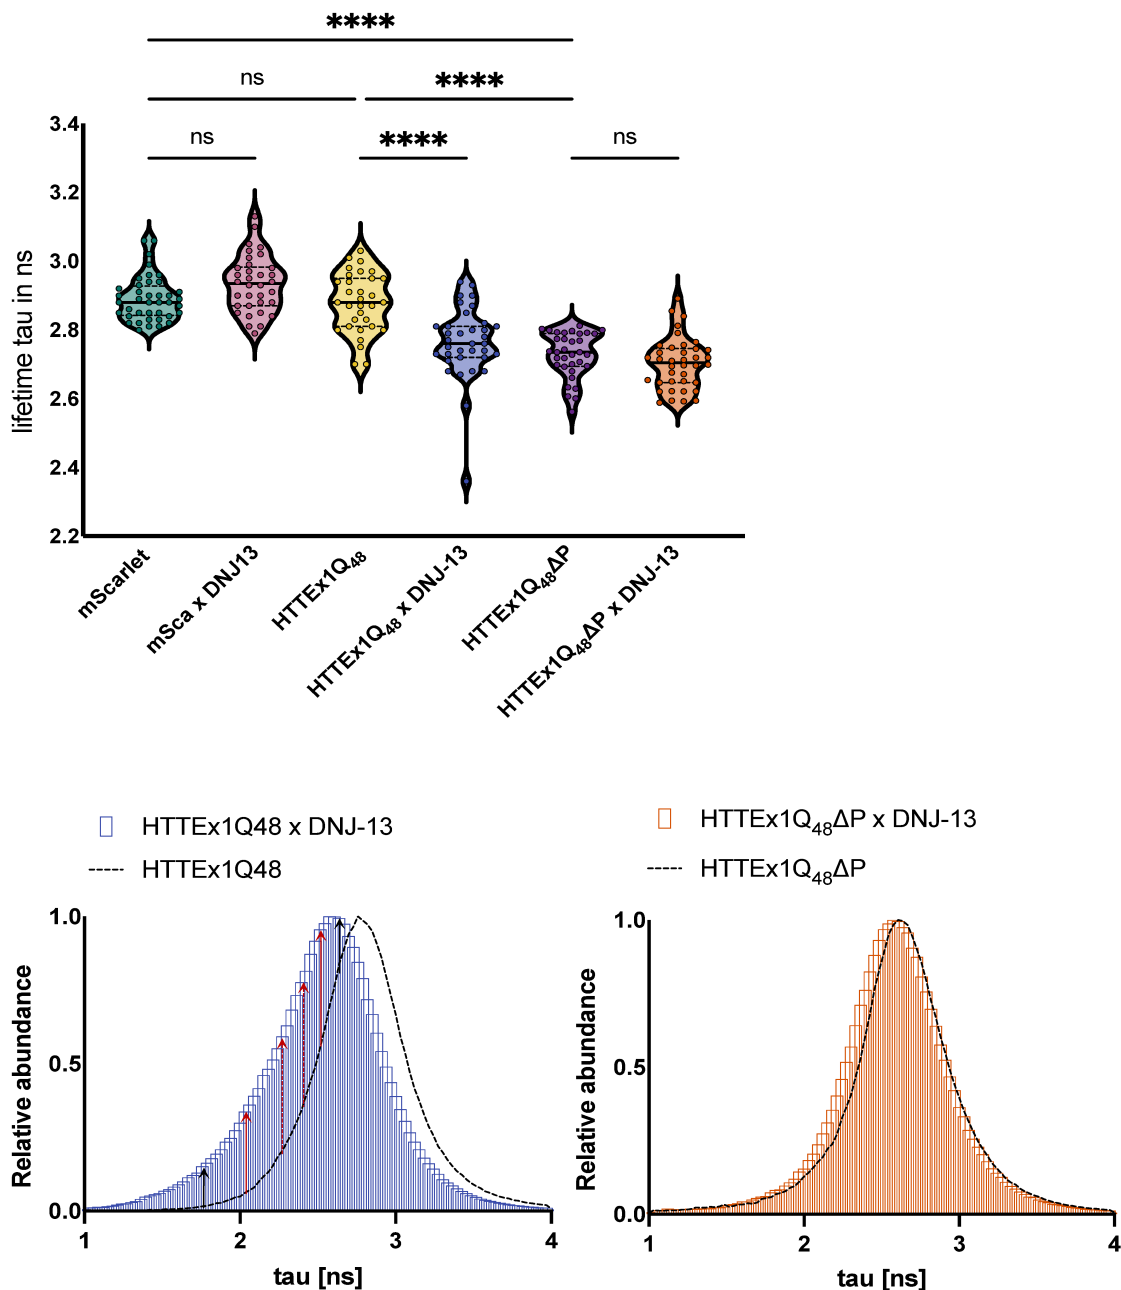 ****
ns
****
ns
****
ns
lifetime tau in ns
3.4
3.2
3.0
2.8
2.6
2.4
2.2
mScarlet
mSca x DNJ13
HTTEx1Q₄₈
HTTEx1Q₄₈ x DNJ-13
HTTEx1Q₄₈ΔP
HTTEx1Q₄₈ΔP x DNJ-13
HTTEx1Q48 x DNJ-13
HTTEx1Q48
Relative abundance
1.0
0.5
0.0
1 2 3 4
tau [ns]
HTTEx1Q₄₈ΔP x DNJ-13
HTTEx1Q₄₈ΔP
Relative abundance
1.0
0.5
0.0
1 2 3 4
tau [ns]